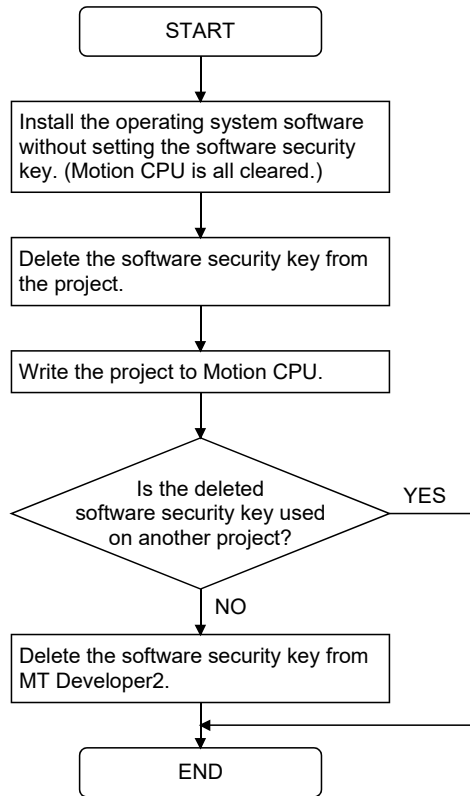 START
Install the operating system software
without setting the software security
key. (Motion CPU is all cleared.)
Delete the software security key from
the project.
Write the project to Motion CPU.
Is the deleted
software security key used
on another project?
YES
NO
Delete the software security key from
MT Developer2.
END